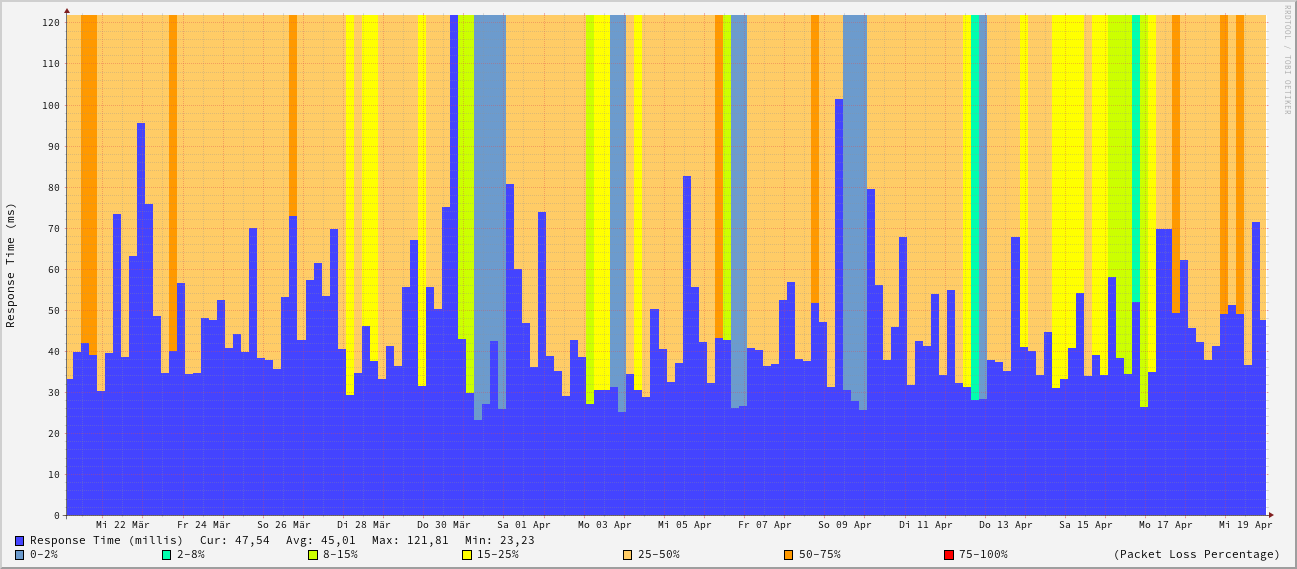 RRDTOOL / TOBI OETIKER
Response Time (ms)
120
110
100
90
80
70
60
50
40
30
20
10
0
Mi 22 Mär Fr 24 Mär So 26 Mär Di 28 Mär Do 30 Mär Sa 01 Apr Mo 03 Apr Mi 05 Apr Fr 07 Apr So 09 Apr Di 11 Apr Do 13 Apr Sa 15 Apr Mo 17 Apr Mi 19 Apr
Response Time (millis) Cur: 47,54 Avg: 45,01 Max: 121,81 Min: 23,23
0-2% 2-8% 8-15% 15-25% 25-50% 50-75% 75-100% (Packet Loss Percentage)